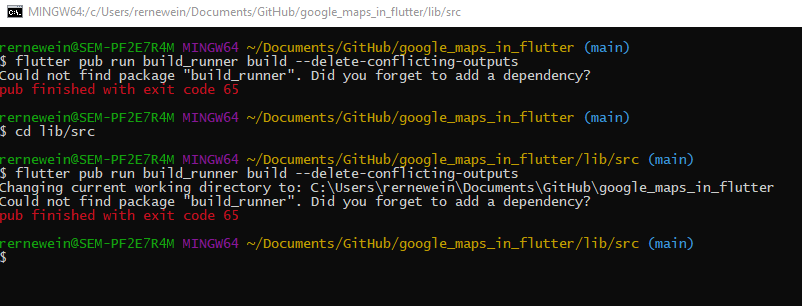 MINGW64:/c/Users/rernewein/Documents/GitHub/google_maps_in_flutter/lib/src
rernewein@SEM-PF2E7R4M MINGW64 ~/Documents/GitHub/google_maps_in_flutter (main)
$ flutter pub run build_runner build --delete-conflicting-outputs
Could not find package "build_runner". Did you forget to add a dependency?
pub finished with exit code 65
rernewein@SEM-PF2E7R4M MINGW64 ~/Documents/GitHub/google_maps_in_flutter (main)
$ cd lib/src
rernewein@SEM-PF2E7R4M MINGW64 ~/Documents/GitHub/google_maps_in_flutter/lib/src (main)
$ flutter pub run build_runner build --delete-conflicting-outputs
Changing current working directory to: C:\Users\rernewein\Documents\GitHub\google_maps_in_flutter
Could not find package "build_runner". Did you forget to add a dependency?
pub finished with exit code 65
rernewein@SEM-PF2E7R4M MINGW64 ~/Documents/GitHub/google_maps_in_flutter/lib/src (main)
$